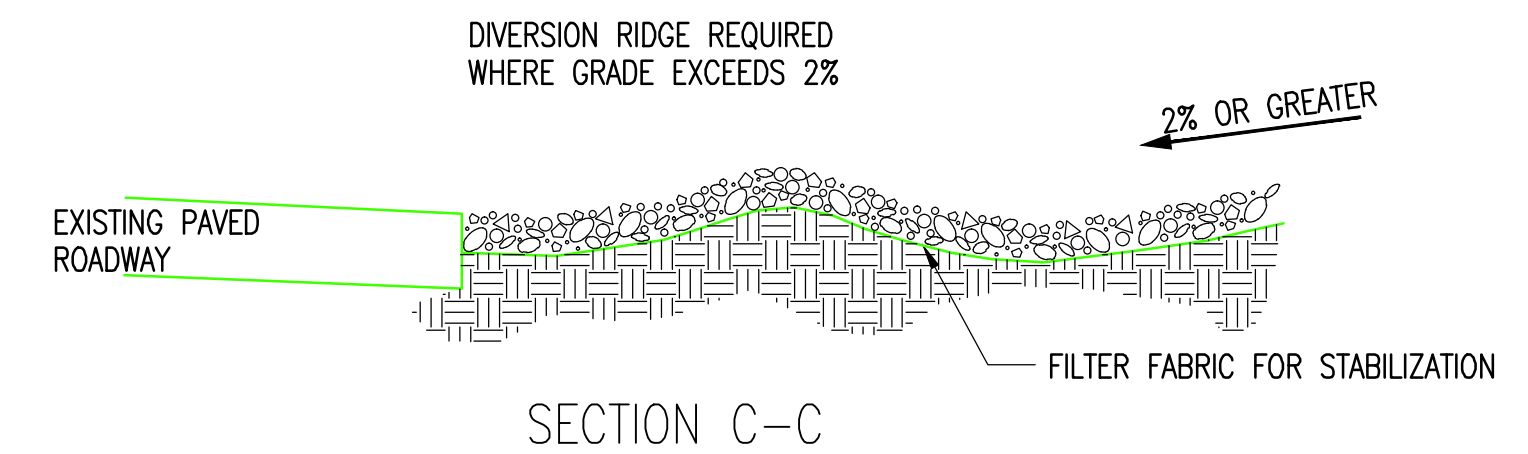 DIVERSION RIDGE REQUIRED
WHERE GRADE EXCEEDS 2%
2% OR GREATER
EXISTING PAVED
ROADWAY
FILTER FABRIC FOR STABILIZATION
SECTION C-C